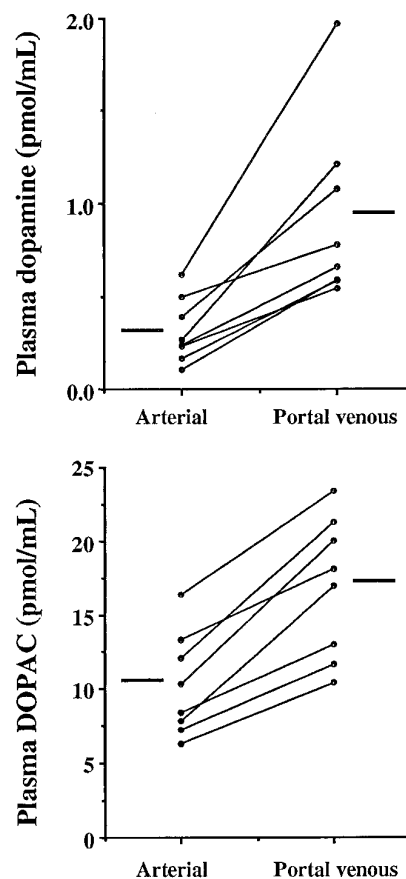 Plasma dopamine (pmol/mL)
2.0
1.0
0.0
Arterial
Portal venous
Plasma DOPAC (pmol/mL)
25
20
15
10
5
0
Arterial
Portal venous